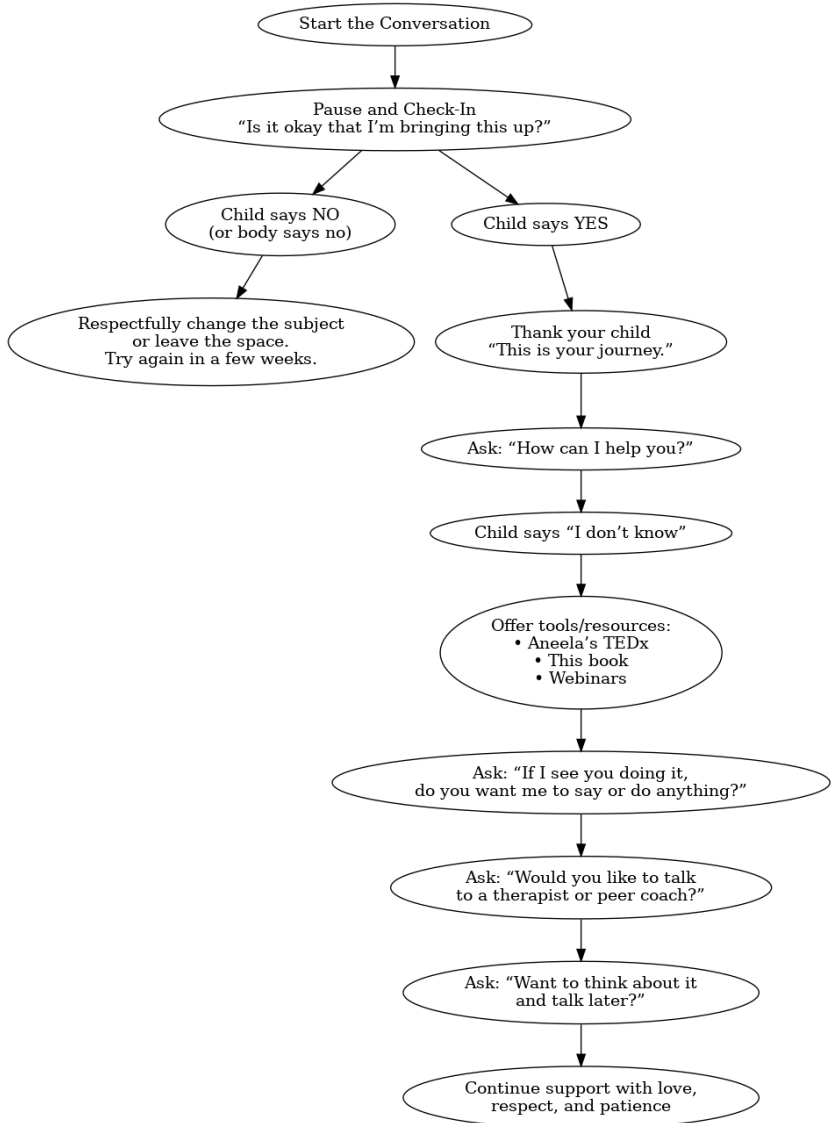 Start the Conversation
Pause and Check-In
“Is it okay that I’m bringing this up?”
Child says NO
(or body says no)
Child says YES
Respectfully change the subject
or leave the space.
Try again in a few weeks.
Thank your child
“This is your journey.”
Ask: “How can I help you?”
Child says “I don’t know”
Offer tools/resources:
• Aneela’s TEDx
• This book
• Webinars
Ask: “If I see you doing it,
do you want me to say or do anything?”
Ask: “Would you like to talk
to a therapist or peer coach?”
Ask: “Want to think about it
and talk later?”
Continue support with love,
respect, and patience